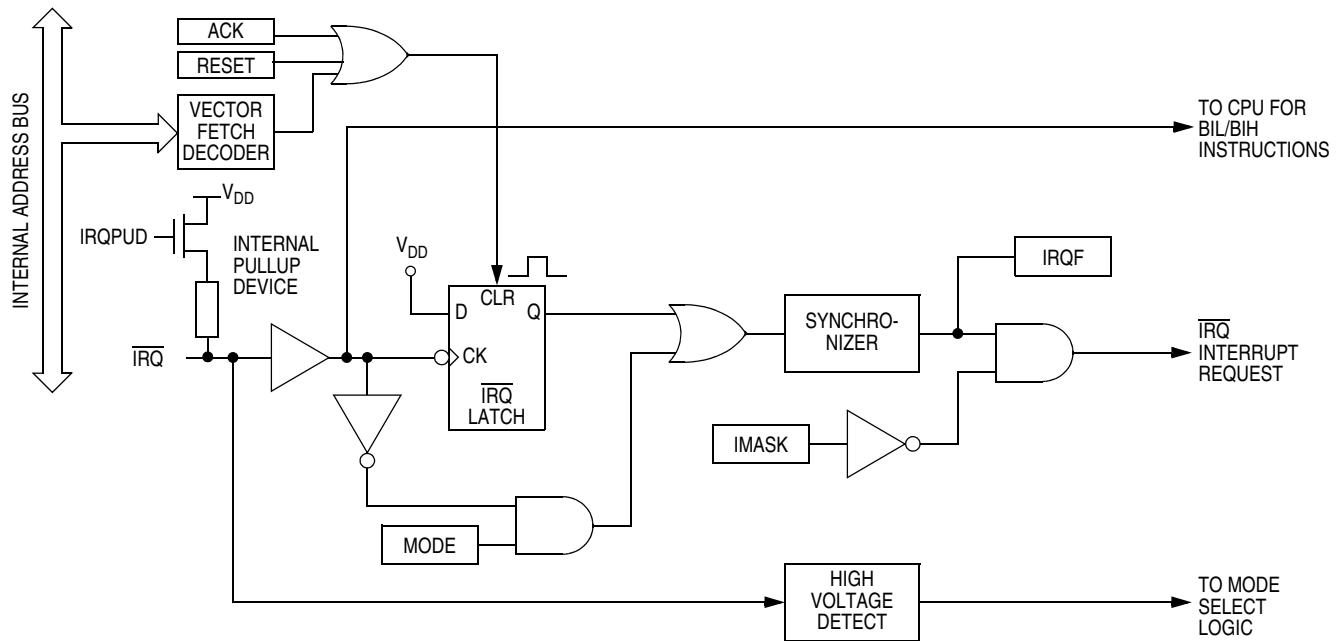 INTERNAL ADDRESS BUS
ACK
RESET
VECTOR
FETCH
DECODER
TO CPU FOR
BIL/BIH
INSTRUCTIONS
VDD
IRQPUD
INTERNAL
PULLUP
DEVICE
VDD
CLR
D
Q
CK
IRQ
LATCH
IRQ
SYNCHRO-
NIZER
IRQF
IRQ
INTERRUPT
REQUEST
IMASK
MODE
HIGH
VOLTAGE
DETECT
TO MODE
SELECT
LOGIC